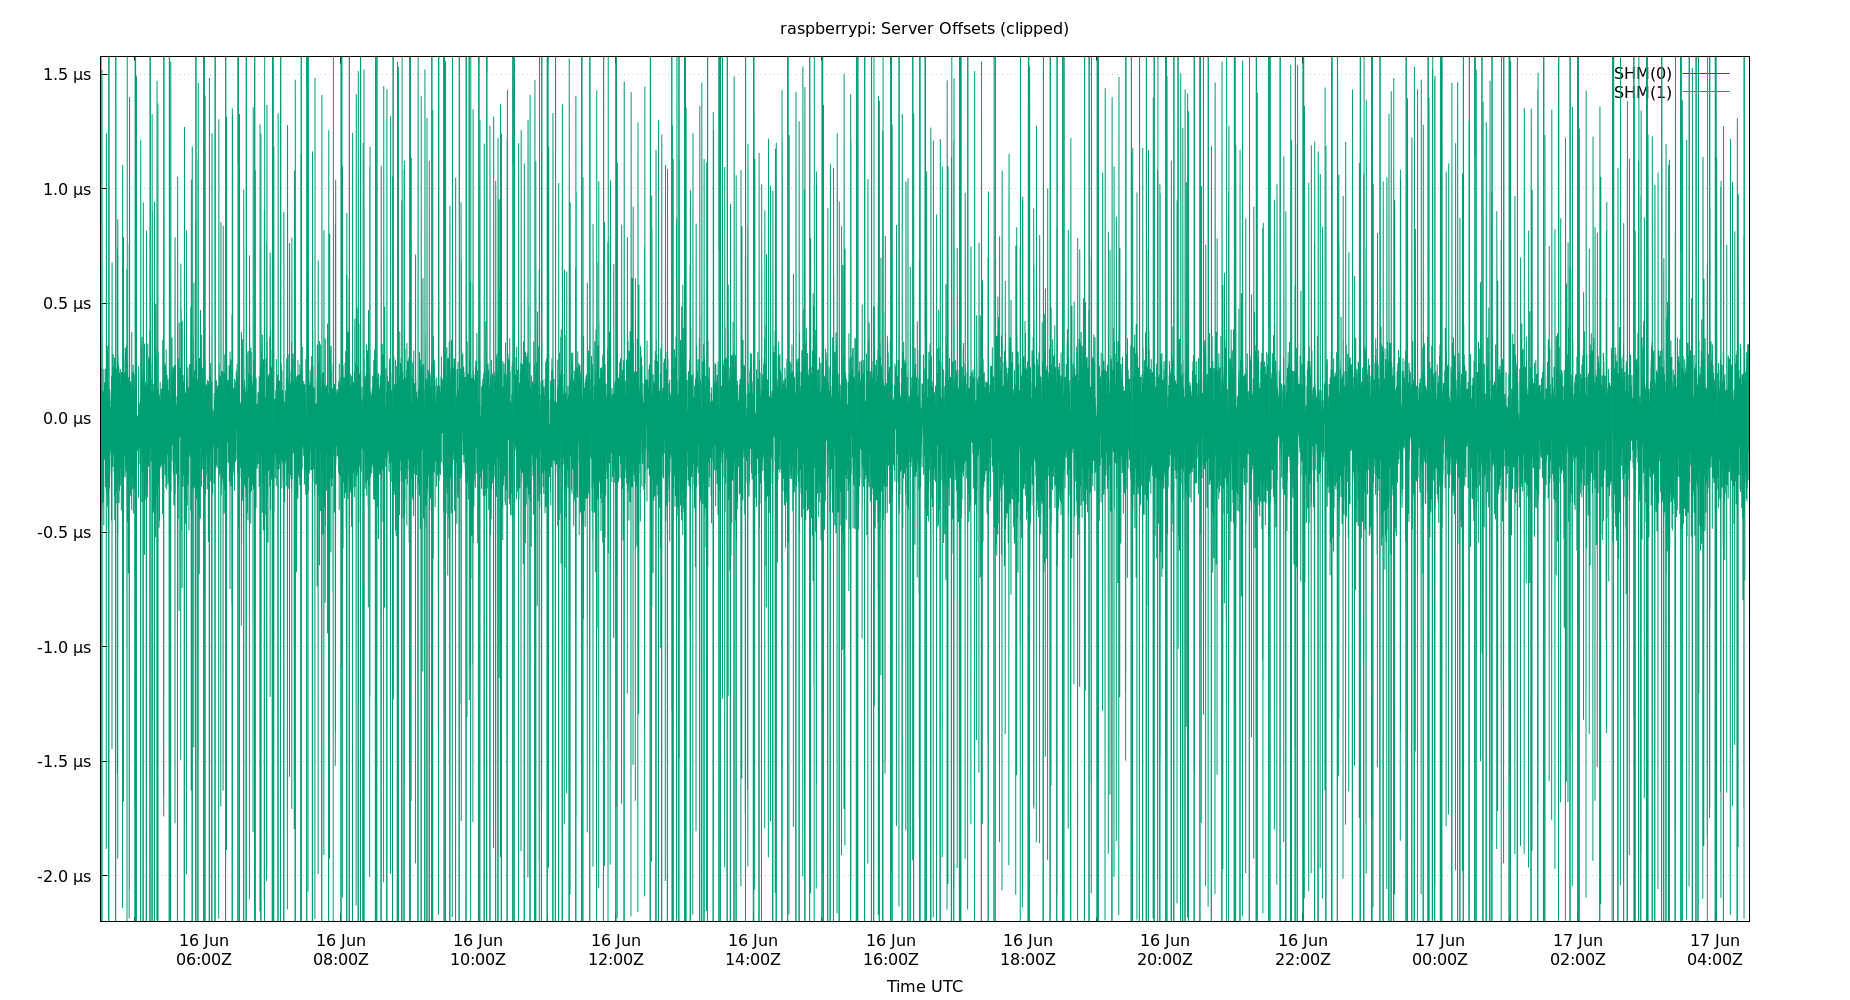 raspberrypi: Server Offsets (clipped)
1.5 µs
1.0 µs
0.5 µs
0.0 µs
-0.5 µs
-1.0 µs
-1.5 µs
-2.0 µs
SHM(0)
SHM(1)
16 Jun 16 Jun 16 Jun 16 Jun 16 Jun 16 Jun 16 Jun 16 Jun 16 Jun 17 Jun 17 Jun 17 Jun
06:00Z 08:00Z 10:00Z 12:00Z 14:00Z 16:00Z 18:00Z 20:00Z 22:00Z 00:00Z 02:00Z 04:00Z
Time UTC